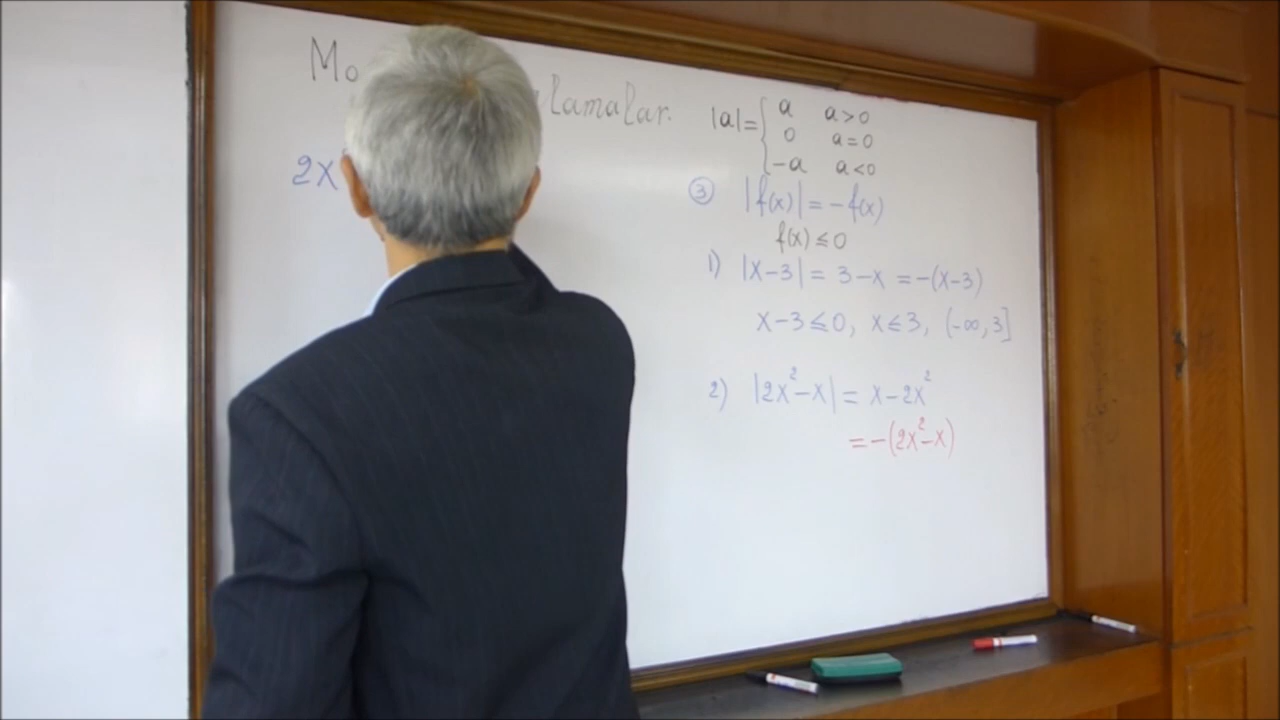 Mo lamalar.
2x
|a|={ a a>0
0 a=0
-a a<0
③ |f(x)| = -f(x)
f(x) ≤ 0
1) |x-3| = 3-x = -(x-3)
x-3≤0, x≤3, (-∞, 3]
2) |2x²-x| = x-2x²
= -(2x²-x)